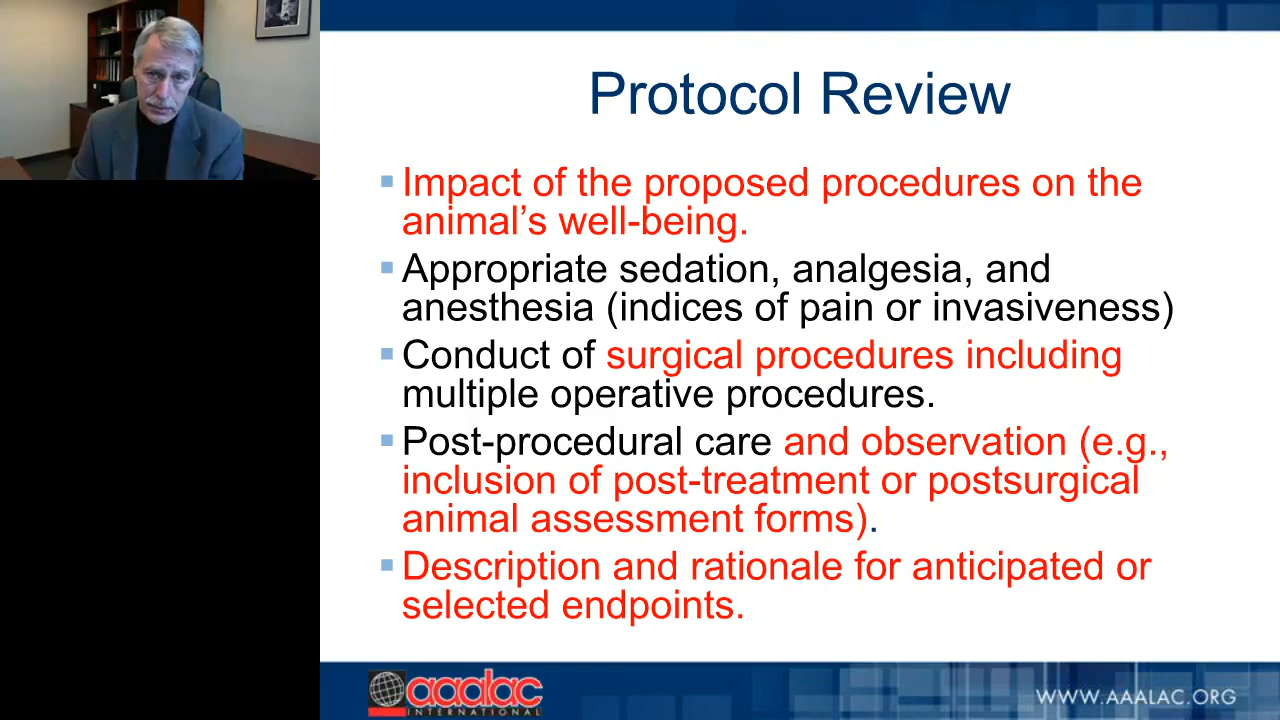 Protocol Review
Impact of the proposed procedures on the
animal's well-being.
Appropriate sedation, analgesia, and
anesthesia (indices of pain or invasiveness)
Conduct of surgical procedures including
multiple operative procedures.
Post-procedural care and observation (e.g.,
inclusion of post-treatment or postsurgical
animal assessment forms).
Description and rationale for anticipated or
selected endpoints.
aaalac
INTERNATIONAL
WWW.AAALAC.ORG